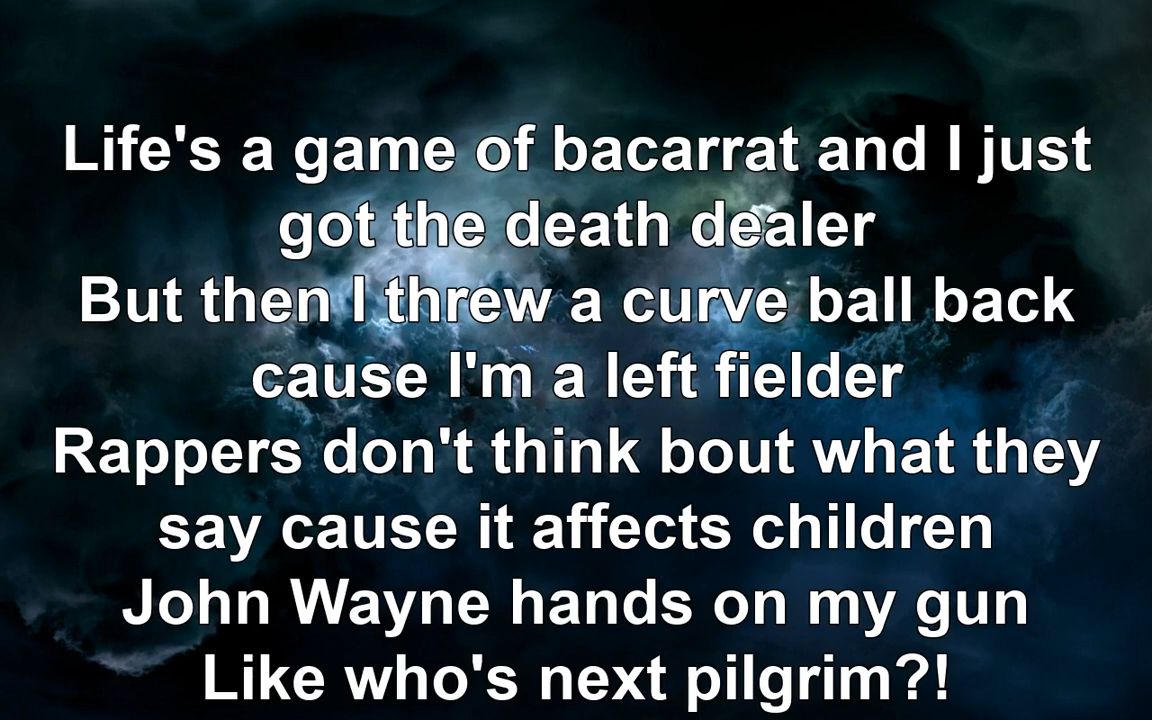 Life's a game of bacarrat and I just
got the death dealer
But then I threw a curve ball back
cause I'm a left fielder
Rappers don't think bout what they
say cause it affects children
John Wayne hands on my gun
Like who's next pilgrim?!